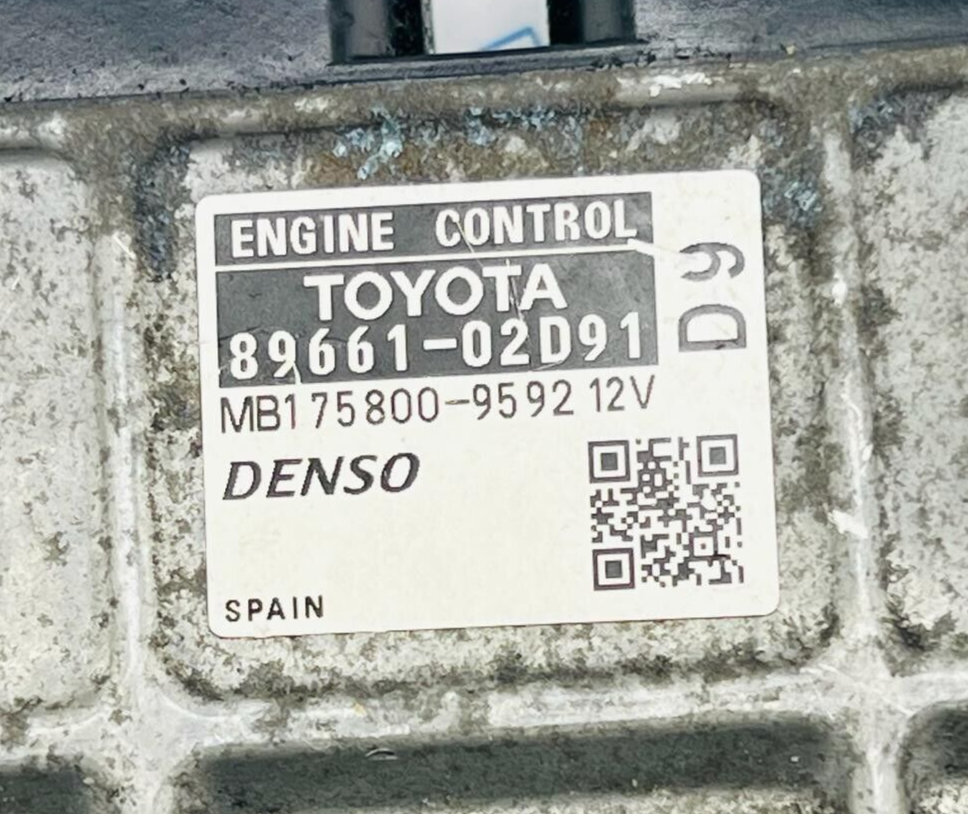 ENGINE CONTROL
TOYOTA
89661-02D91
D9
MB175800-9592 12V
DENSO
SPAIN